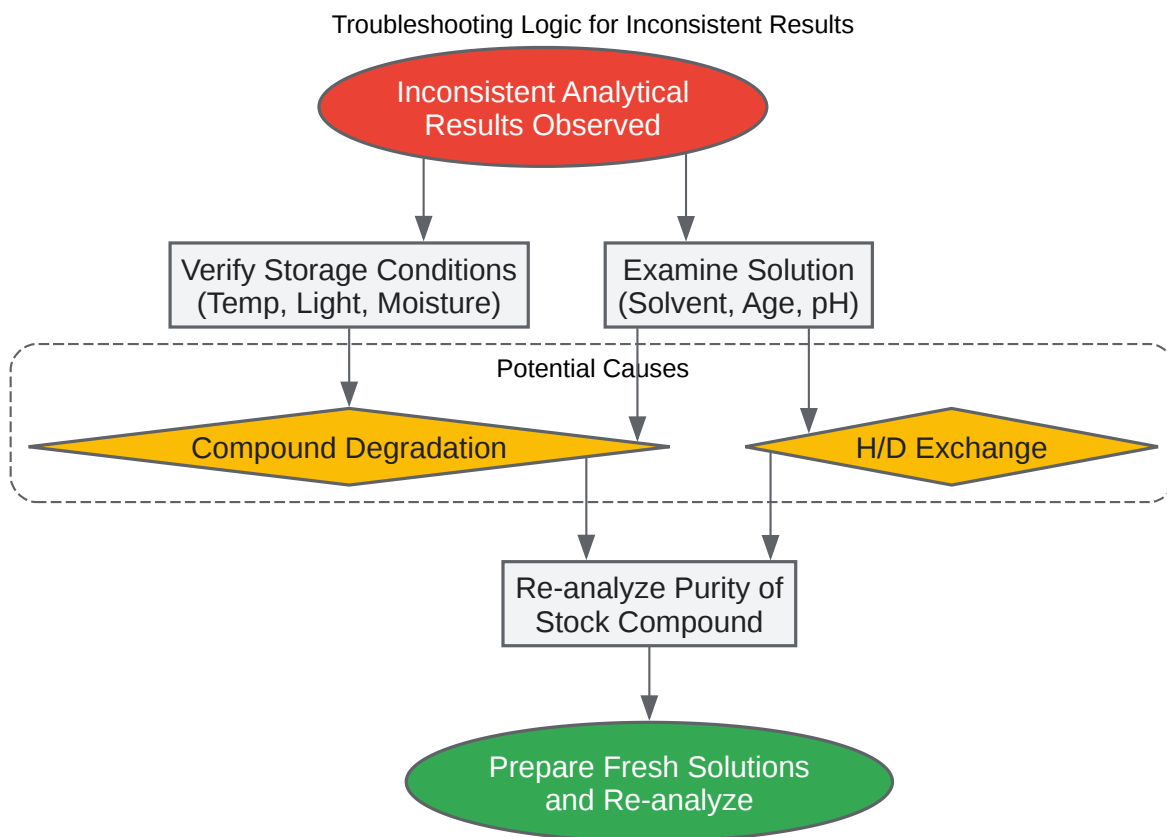 Troubleshooting Logic for Inconsistent Results
Inconsistent Analytical
Results Observed
Verify Storage Conditions
(Temp, Light, Moisture)
Examine Solution
(Solvent, Age, pH)
Potential Causes
Compound Degradation
H/D Exchange
Re-analyze Purity of
Stock Compound
Prepare Fresh Solutions
and Re-analyze